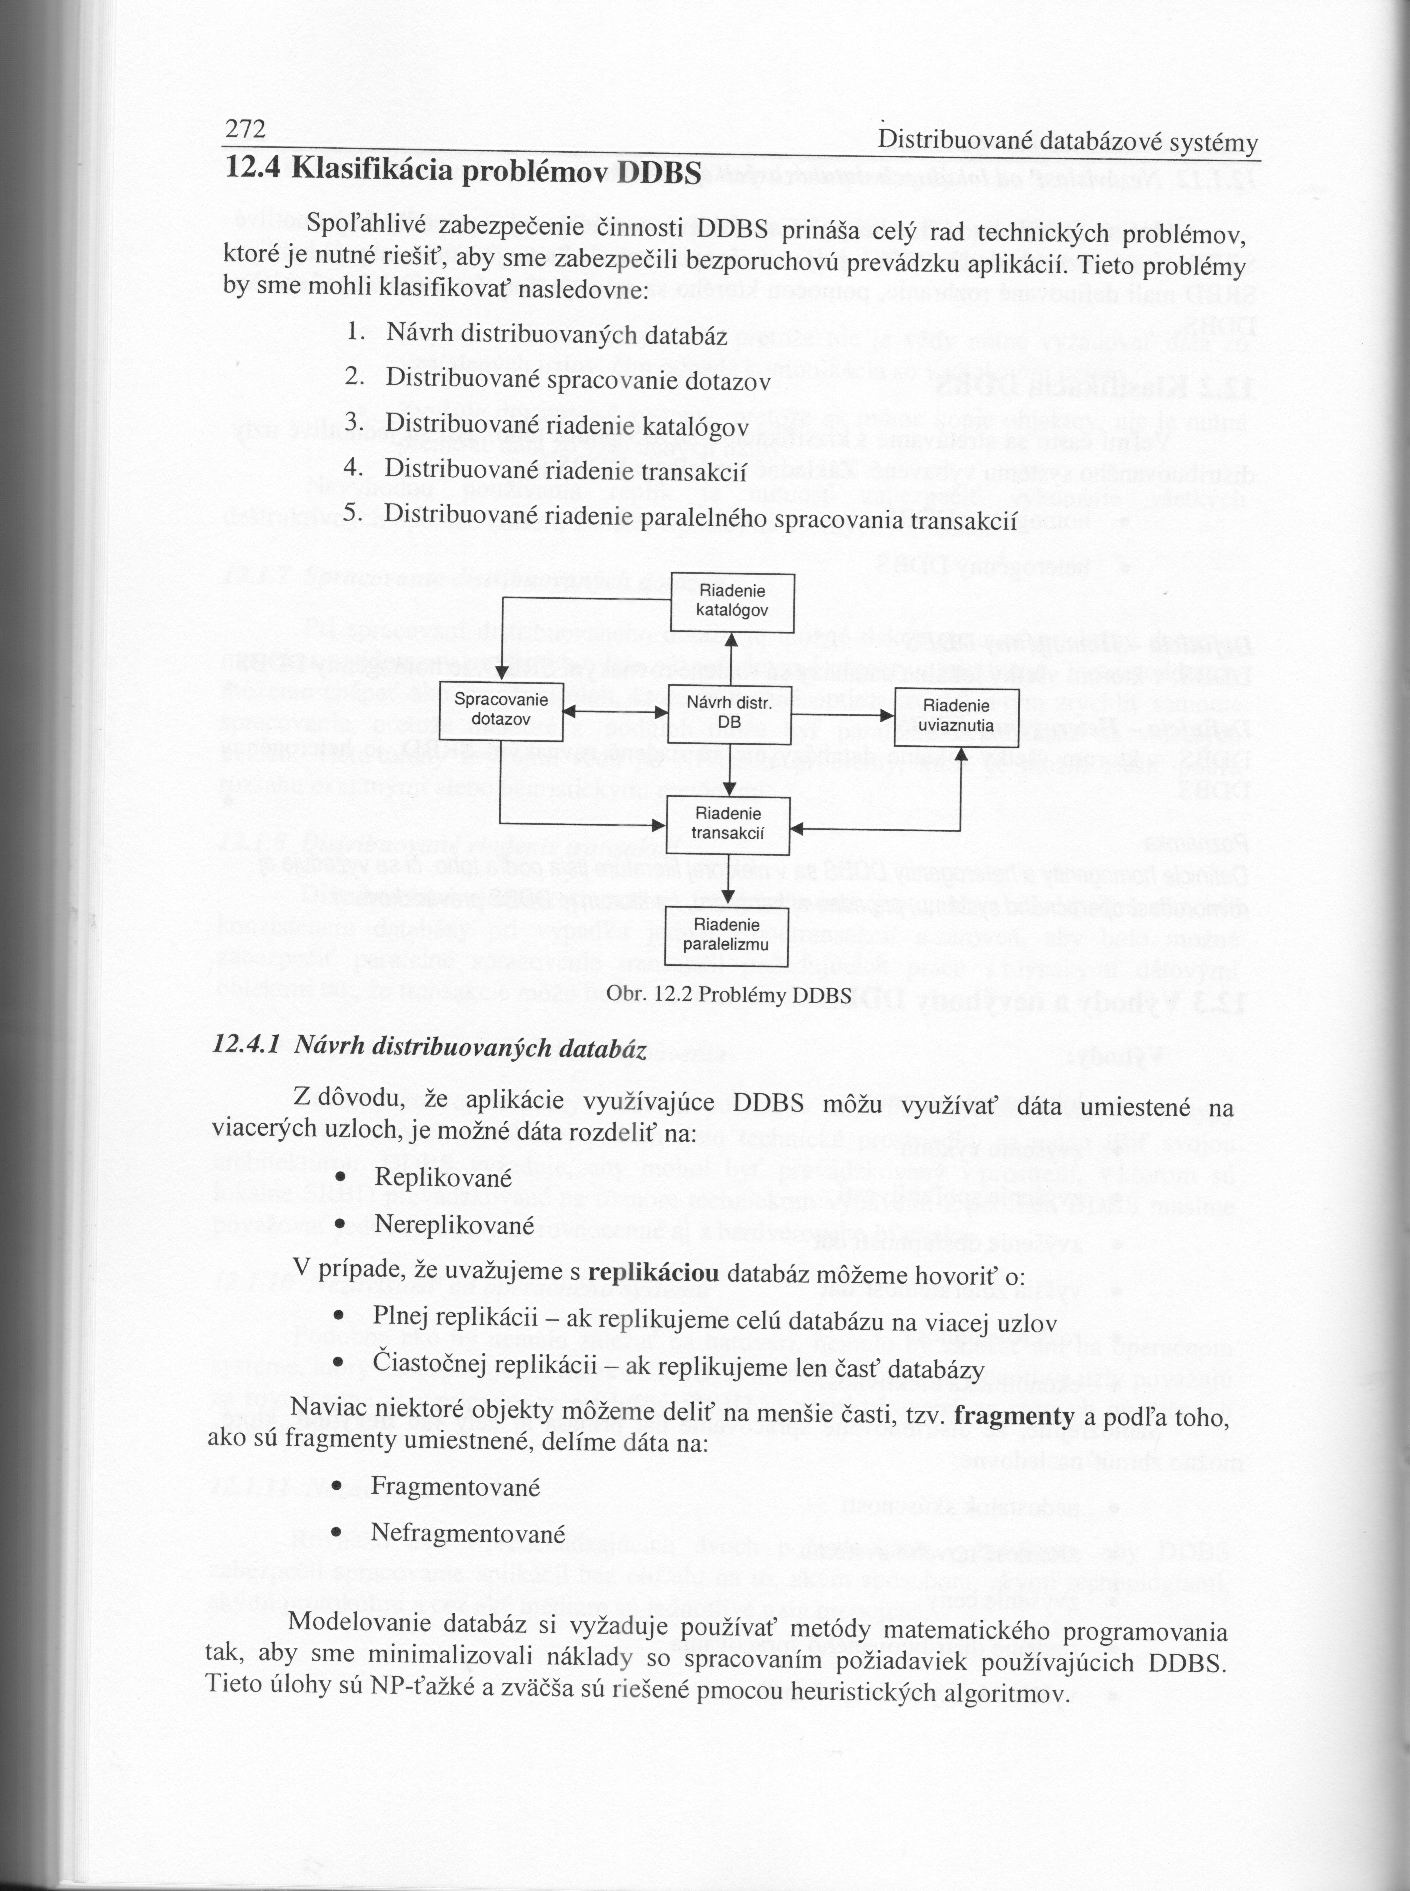 272
Distribuované databázové systémy
12.4 Klasifikácia problémov DDBS
Spoľahlivé zabezpečenie činnosti DDBS prináša celý rad technických problémov,
ktoré je nutné riešiť, aby sme zabezpečili bezporuchovú prevádzku aplikácií. Tieto problémy
by sme mohli klasifikovať nasledovne:
1. Návrh distribuovaných databáz
2. Distribuované spracovanie dotazov
3. Distribuované riadenie katalógov
4. Distribuované riadenie transakcií
5. Distribuované riadenie paralelného spracovania transakcií
Riadenie
katalógov
Spracovanie
dotazov
Návrh distr.
DB
Riadenie
uviaznutia
Riadenie
transakcií
Riadenie
paralelizmu
Obr. 12.2 Problémy DDBS
12.4.1 Návrh distribuovaných databáz
Z dôvodu, že aplikácie využívajúce DDBS môžu využívať dáta umiestené na
viacerých uzloch, je možné dáta rozdeliť na:
• Replikované
• Nereplikované
V prípade, že uvažujeme s replikáciou databáz môžeme hovoriť o:
• Plnej replikácii – ak replikujeme celú databázu na viacej uzlov
• Čiastočnej replikácii – ak replikujeme len časť databázy
Naviac niektoré objekty môžeme deliť na menšie časti, tzv. fragmenty a podľa toho,
ako sú fragmenty umiestnené, delíme dáta na:
• Fragmentované
• Nefragmentované
Modelovanie databáz si vyžaduje používať metódy matematického programovania
tak, aby sme minimalizovali náklady so spracovaním požiadaviek používajúcich DDBS.
Tieto úlohy sú NP-ťažké a zväčša sú riešené pmocou heuristických algoritmov.